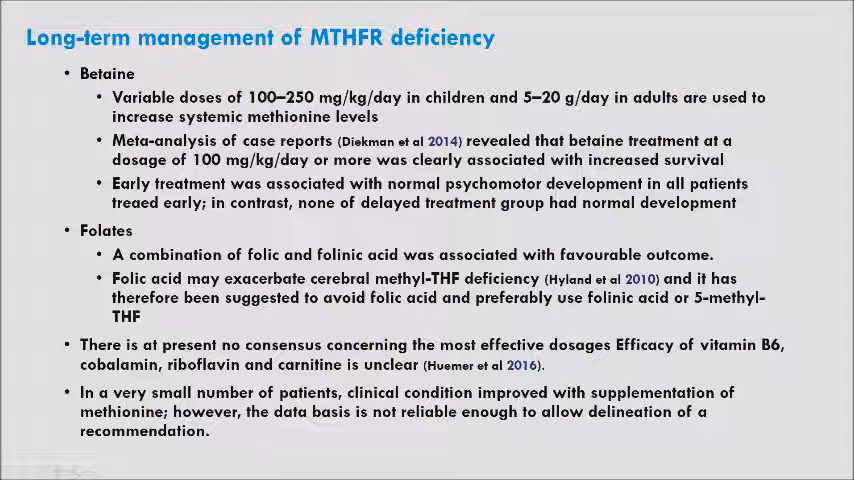 Long-term management of MTHFR deficiency
• Betaine
• Variable doses of 100–250 mg/kg/day in children and 5–20 g/day in adults are used to
increase systemic methionine levels
• Meta-analysis of case reports (Diekman et al 2014) revealed that betaine treatment at a
dosage of 100 mg/kg/day or more was clearly associated with increased survival
• Early treatment was associated with normal psychomotor development in all patients
treaed early; in contrast, none of delayed treatment group had normal development
• Folates
• A combination of folic and folinic acid was associated with favourable outcome.
• Folic acid may exacerbate cerebral methyl-THF deficiency (Hyland et al 2010) and it has
therefore been suggested to avoid folic acid and preferably use folinic acid or 5-methyl-
THF
• There is at present no consensus concerning the most effective dosages Efficacy of vitamin B6,
cobalamin, riboflavin and carnitine is unclear (Huemer et al 2016).
• In a very small number of patients, clinical condition improved with supplementation of
methionine; however, the data basis is not reliable enough to allow delineation of a
recommendation.